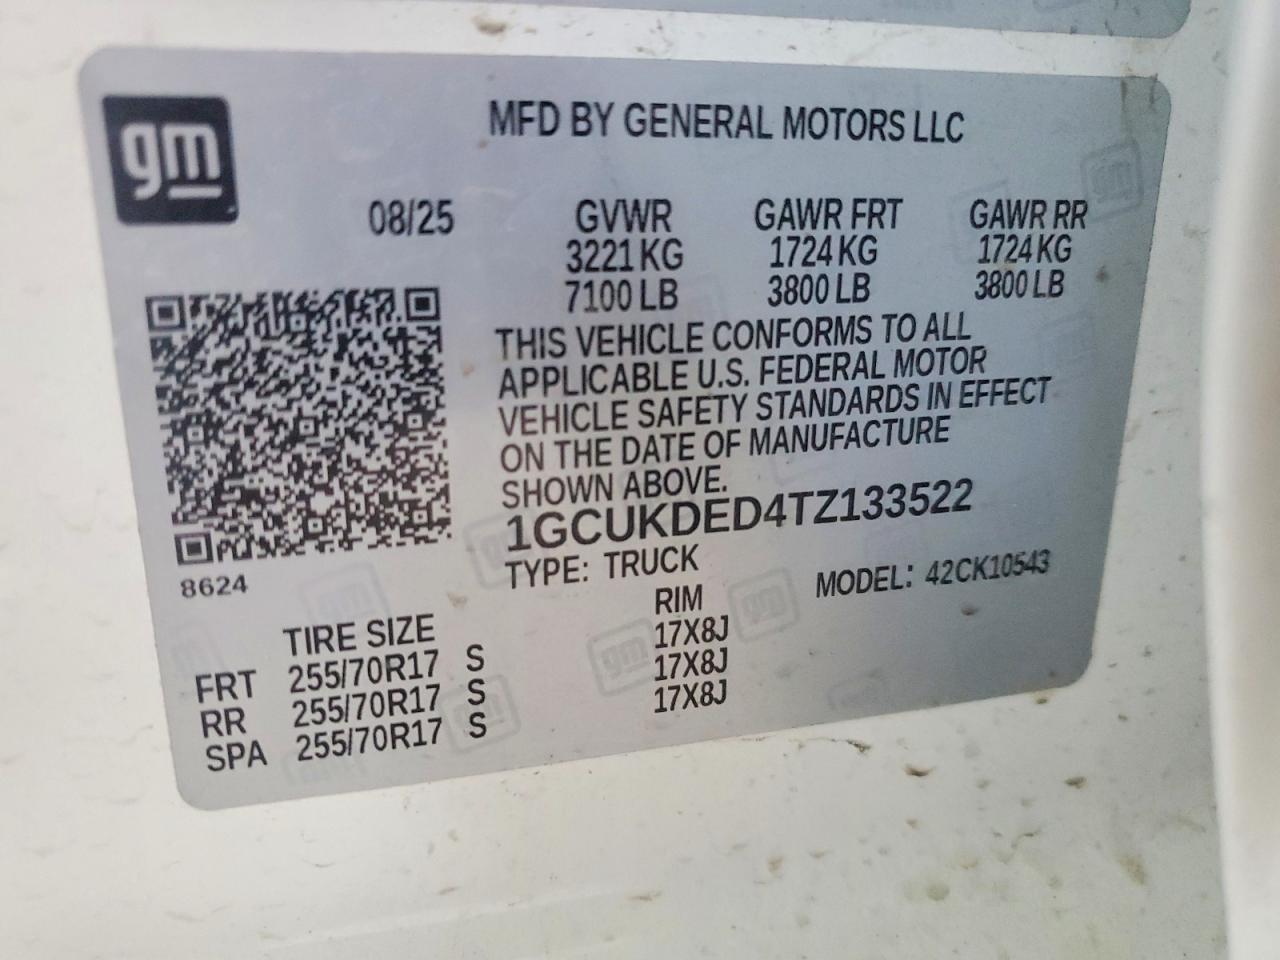 gm
MFD BY GENERAL MOTORS LLC
08/25 GVWR GAWR FRT GAWR RR
3221 KG 1724 KG 1724 KG
7100 LB 3800 LB 3800 LB
THIS VEHICLE CONFORMS TO ALL
APPLICABLE U.S. FEDERAL MOTOR
VEHICLE SAFETY STANDARDS IN EFFECT
ON THE DATE OF MANUFACTURE
SHOWN ABOVE.
1GCUKDED4TZ133522
TYPE: TRUCK MODEL: 42CK10543
8624
TIRE SIZE RIM
FRT 255/70R17 S 17X8J
RR 255/70R17 S 17X8J
SPA 255/70R17 S 17X8J